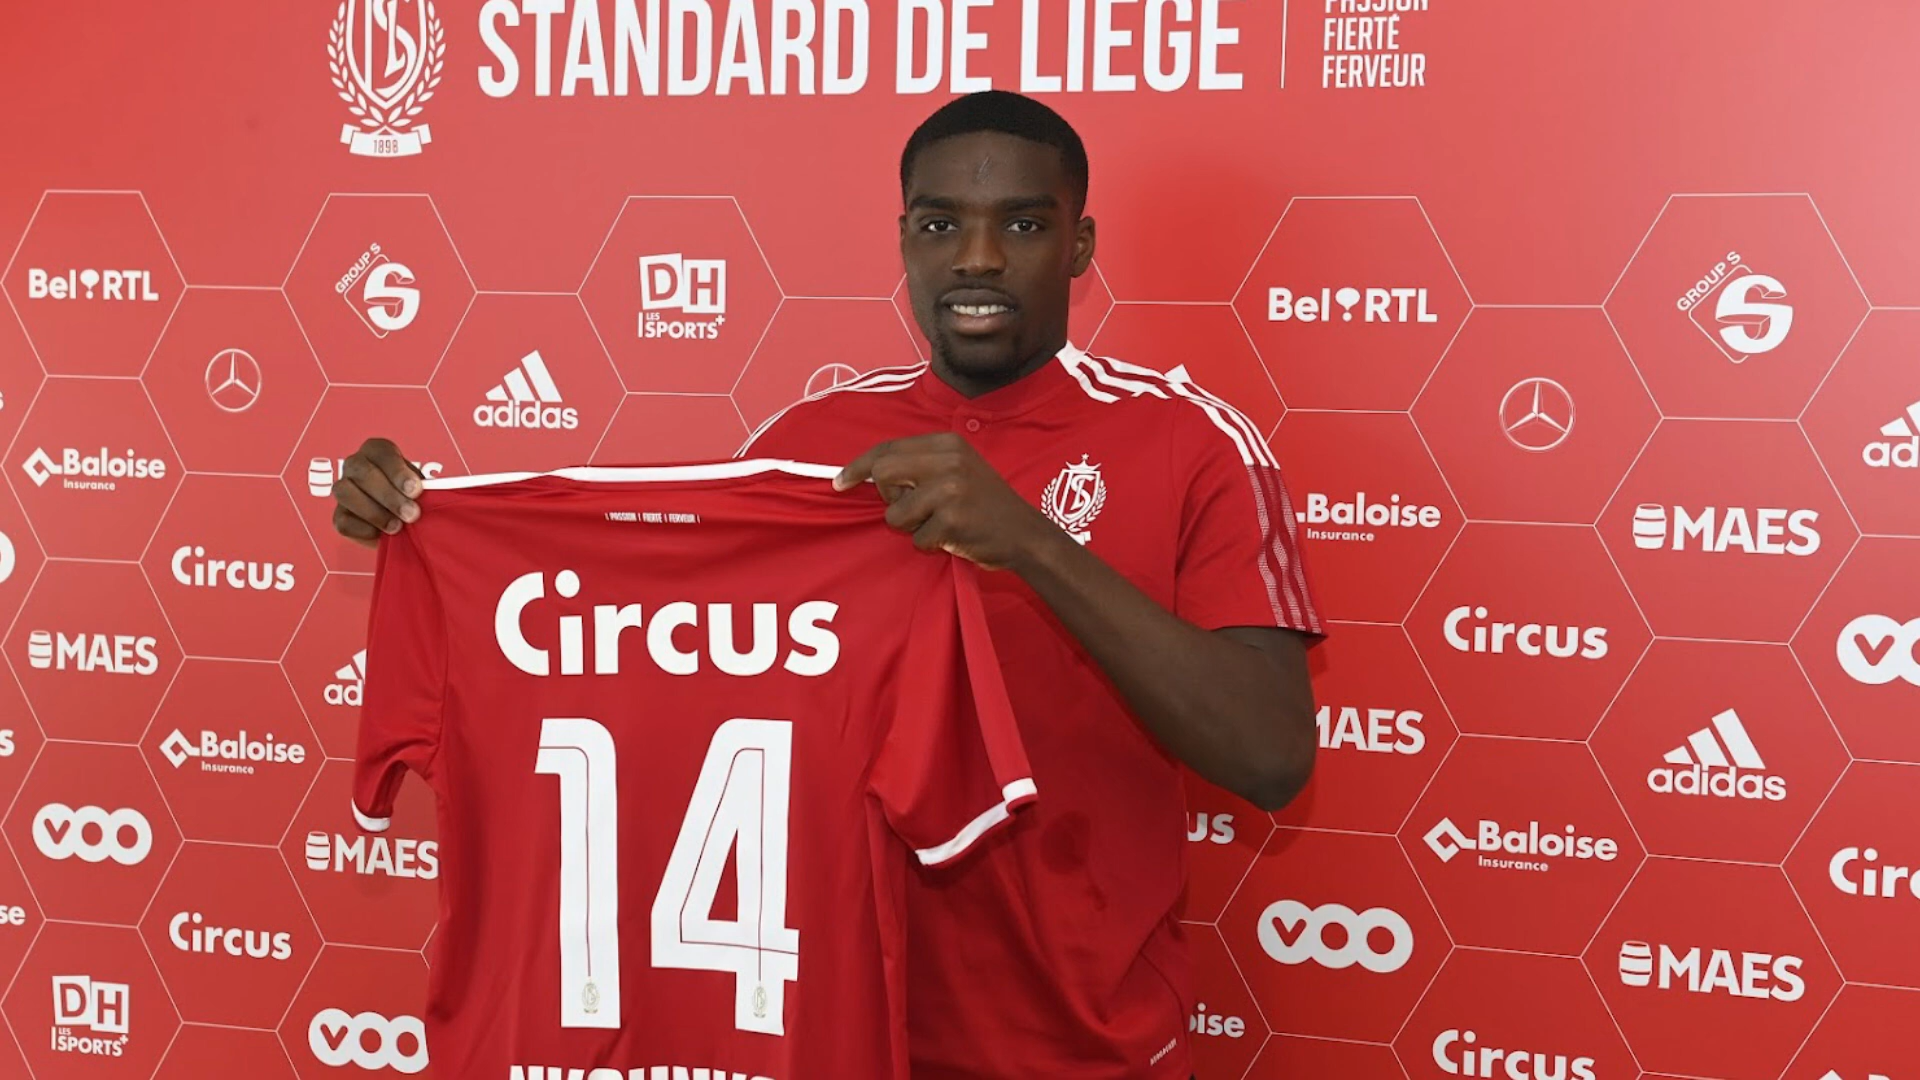 STANDARD DE LIEGE
FIERTÉ
FERVEUR
1898
Bel RTL
GROUP S
DH
LES
SPORTS+
Bel RTL
GROUP S
adidas
Baloise
Insurance
| PASSION | FIERTÉ | FERVEUR |
Baloise
Insurance
MAES
Circus
Circus
Circus
MAES
14
MAES
Baloise
Insurance
adidas
VOO
MAES
Baloise
Insurance
Circus
VOO
MAES
DH
LES
SPORTS+
VOO
Circus